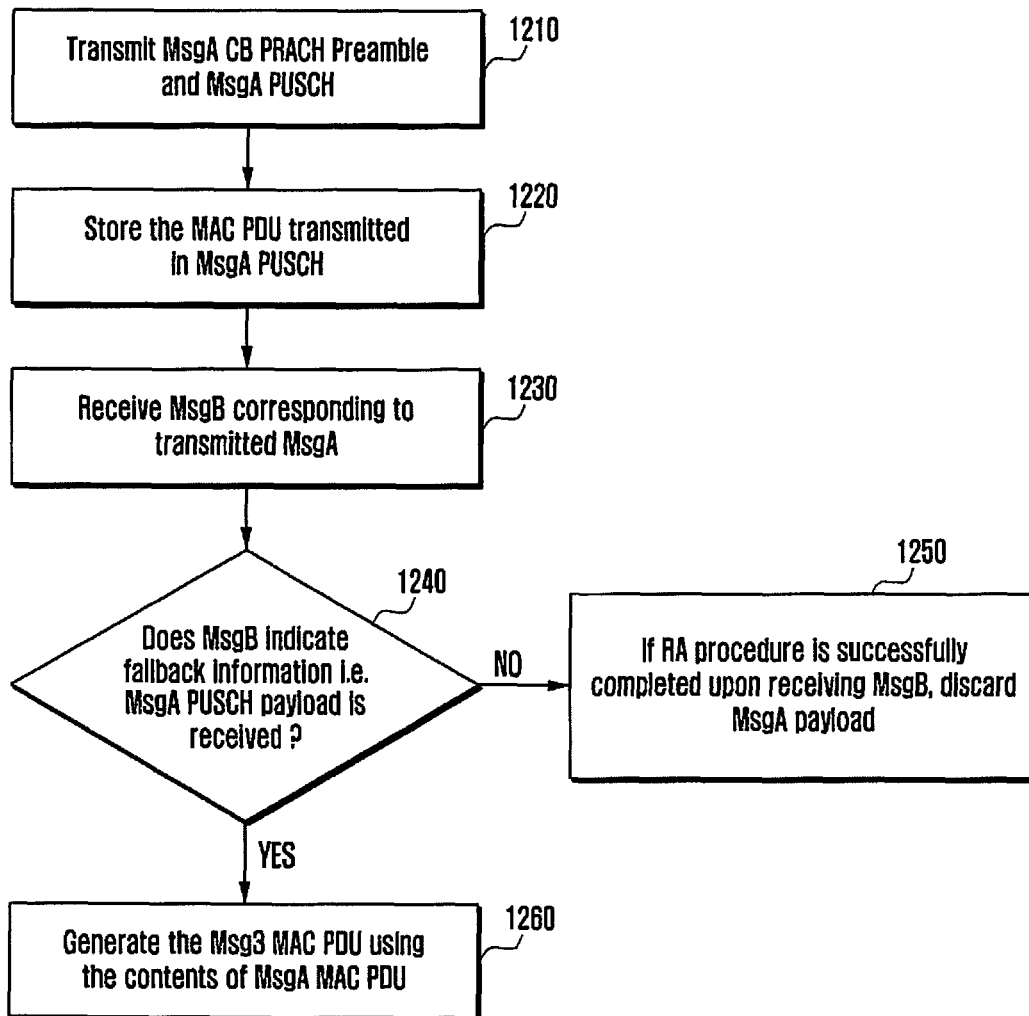 1210
Transmit MsgA CB PRACH Preamble
and MsgA PUSCH
1220
Store the MAC PDU transmitted
in MsgA PUSCH
1230
Receive MsgB corresponding to
transmitted MsgA
1240
Does MsgB indicate
fallback information i.e.
MsgA PUSCH payload is
received ?
NO
1250
If RA procedure is successfully
completed upon receiving MsgB, discard
MsgA payload
YES
1260
Generate the Msg3 MAC PDU using
the contents of MsgA MAC PDU